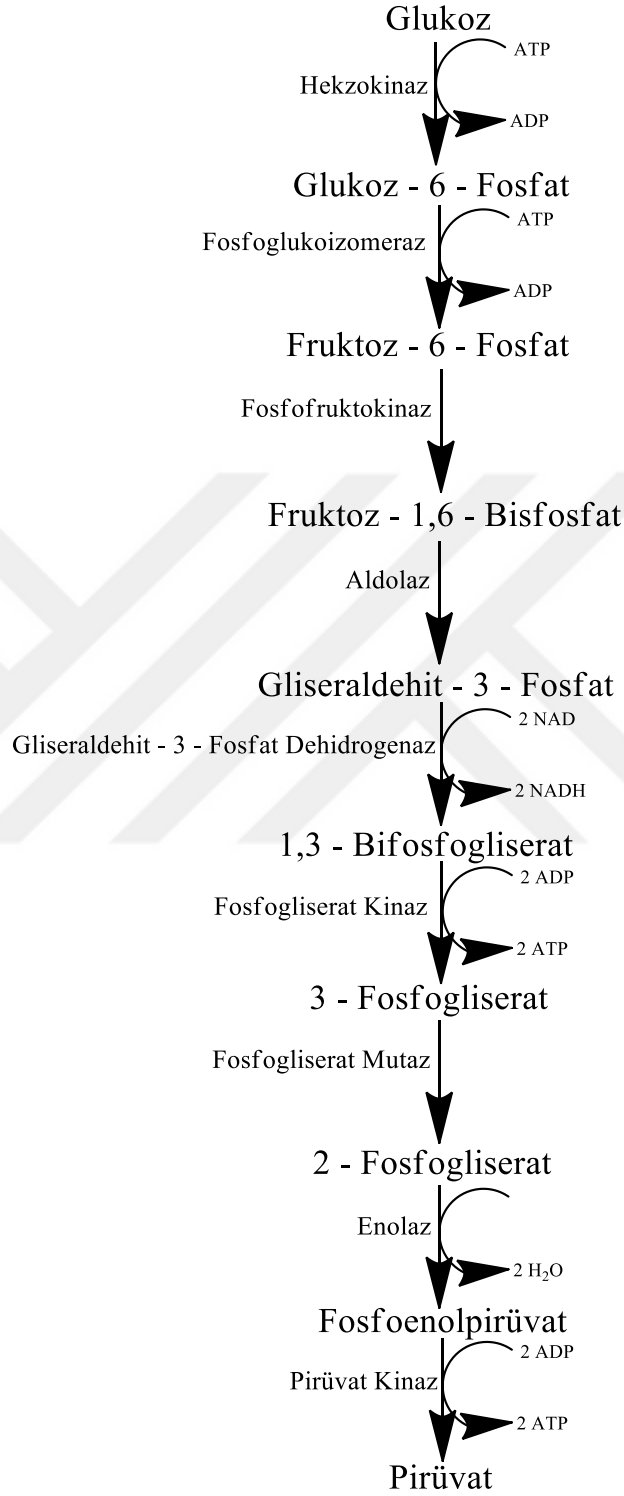 Glukoz
ATP
Hekzokinaz
ADP
Glukoz - 6 - Fosfat
ATP
Fosfoglukoizomeraz
ADP
Fruktoz - 6 - Fosfat
Fosfofruktokinaz
Fruktoz - 1,6 - Bisfosfat
Aldolaz
Gliseraldehit - 3 - Fosfat
2 NAD
Gliseraldehit - 3 - Fosfat Dehidrogenaz
2 NADH
1,3 - Bifosfogliserat
2 ADP
Fosfogliserat Kinaz
2 ATP
3 - Fosfogliserat
Fosfogliserat Mutaz
2 - Fosfogliserat
Enolaz
2 H₂O
Fosfoenolpirüvat
2 ADP
Pirüvat Kinaz
2 ATP
Pirüvat